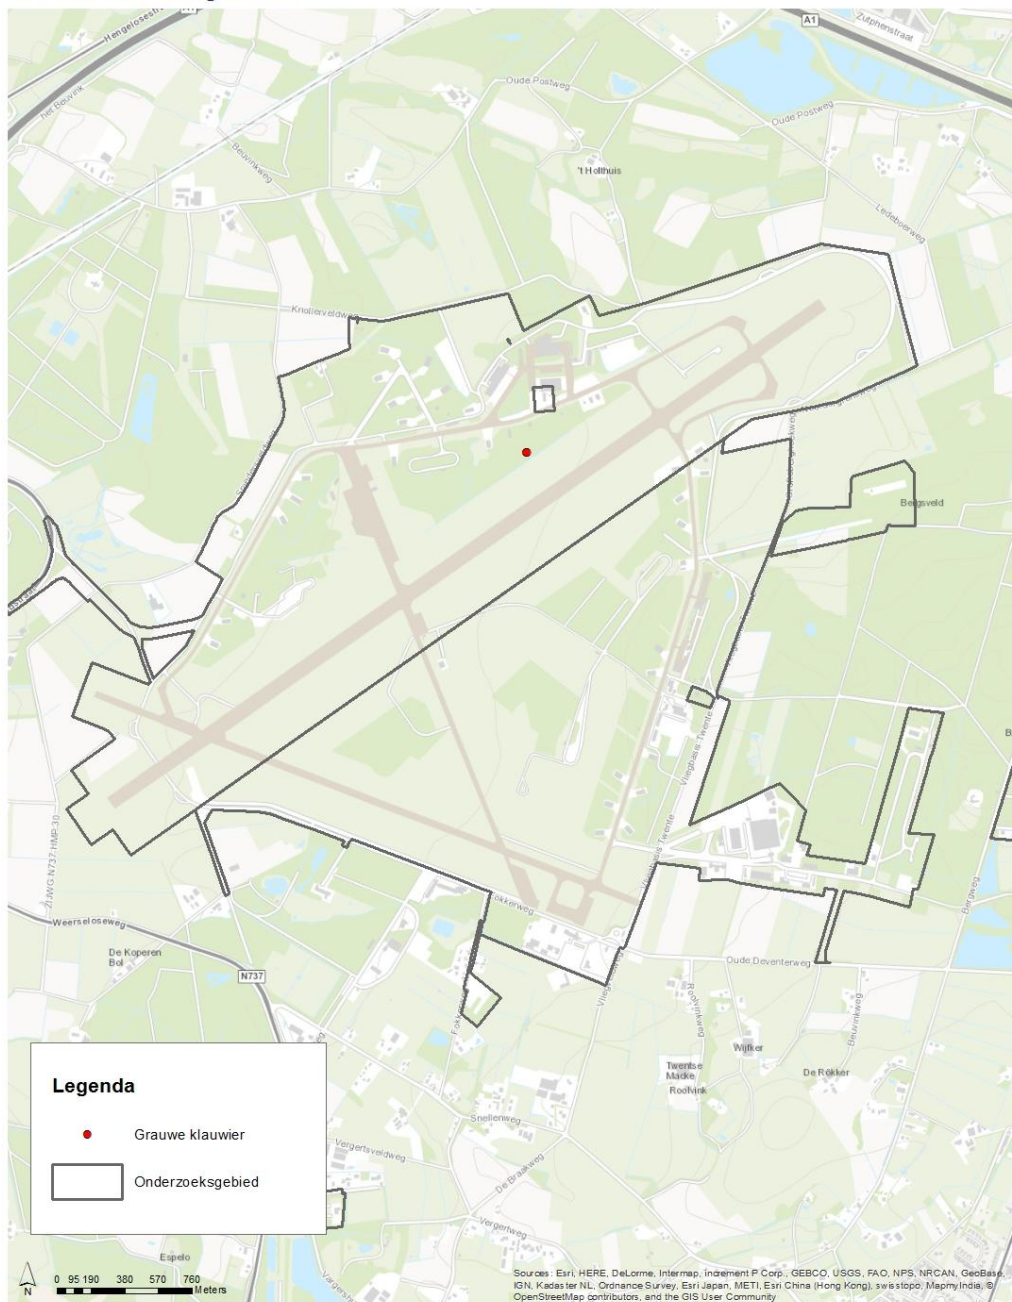 A1
Zutphenstraat
het Beuvink
Oude Postweg
Oude Postweg
Beuvinkweg
't Holthuis
Ledeboerweg
Knollerveldweg
Bergsveld
Vliegbasis Twente
Vliegbasis Twente
ZIJWG N737 HMP 30
Weerseloseweg
De Koperen
Bol
N737
Fokkerweg
Vliegveldweg
Oude Deventerweg
Bergweg
Roolvinkweg
Beuvinkweg
Wijfker
Twentse
Macke
Roolvink
De Rökker
Snellenweg
Vergertsveldweg
De Braakweg
Vergertweg
Espelo
Legenda
Grauwe klauwier
Onderzoeksgebied
N
0 95 190 380 570 760
Meters
Sources: Esri, HERE, DeLorme, Intermap, increment P Corp., GEBCO, USGS, FAO, NPS, NRCAN, GeoBase,
IGN, Kadaster NL, Ordnance Survey, Esri Japan, METI, Esri China (Hong Kong), swisstopo, MapmyIndia, ©
OpenStreetMap contributors, and the GIS User Community